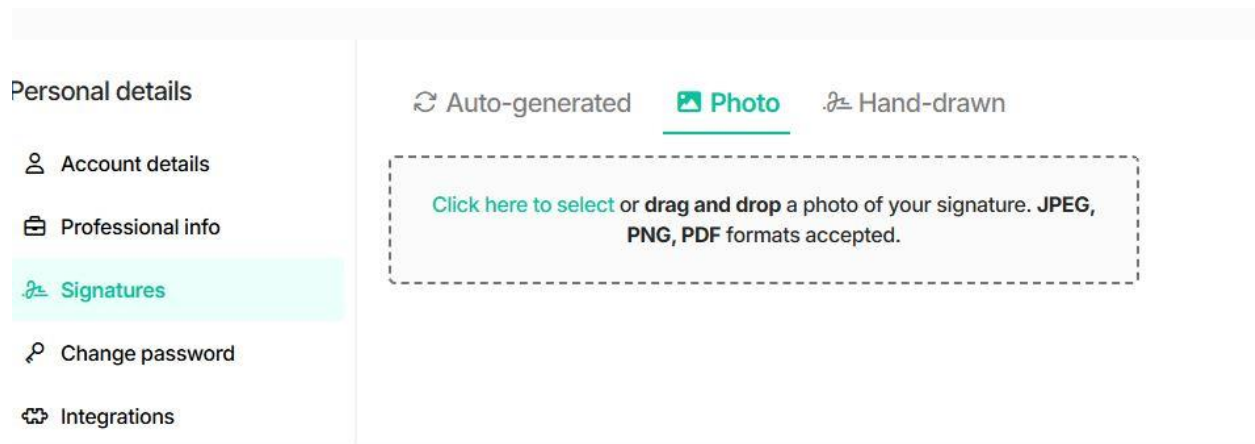 Personal details
Account details
Professional info
Signatures
Change password
Integrations
Auto-generated
Photo
Hand-drawn
Click here to select or drag and drop a photo of your signature. JPEG,
PNG, PDF formats accepted.